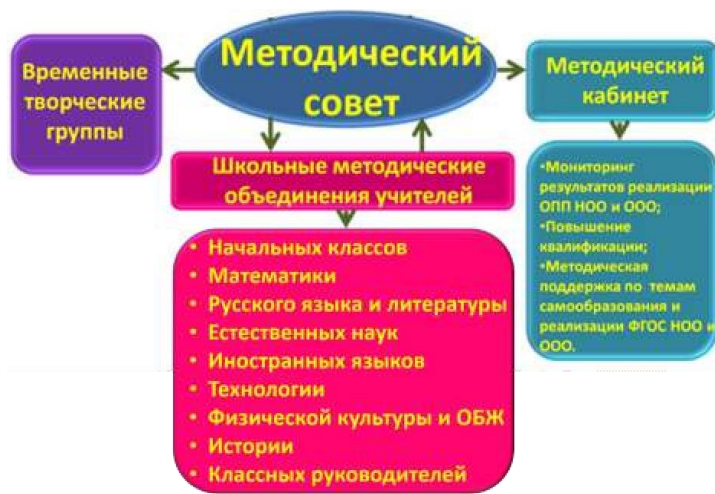 Методический
совет
Временные
творческие
группы
Методический
кабинет
Школьные методические
объединения учителей
• Начальных классов
• Математики
• Русского языка и литературы
• Естественных наук
• Иностранных языков
• Технологии
• Физической культуры и ОБЖ
• Истории
• Классных руководителей
•Мониторинг
результатов реализации
ОПП НОО и ООО;
•Повышение
квалификации;
•Методическая
поддержка по темам
самообразования и
реализации ФГОС НОО и
ООО.